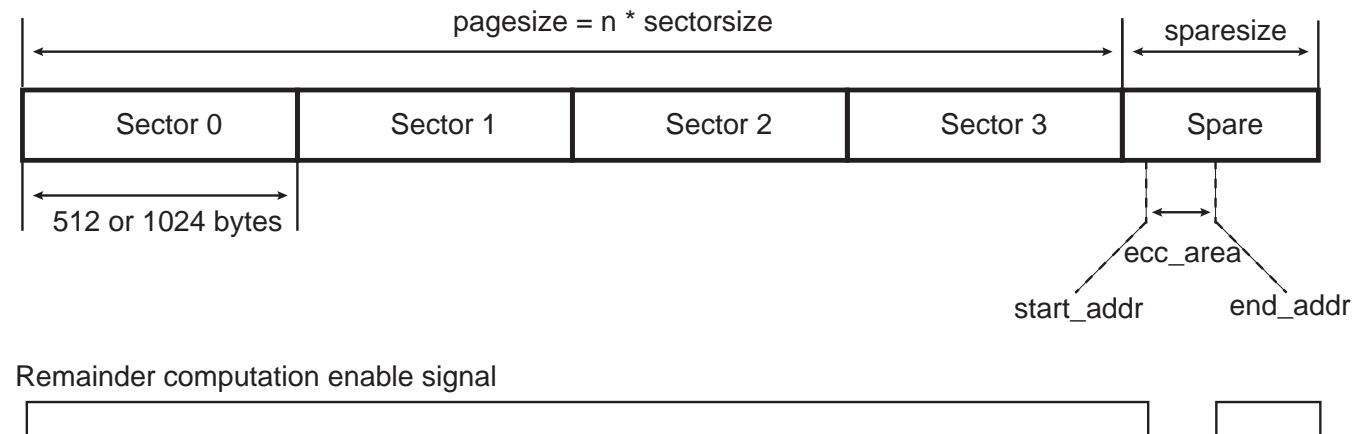 pagesize = n * sectorsize
sparesize
Sector 0
Sector 1
Sector 2
Sector 3
Spare
512 or 1024 bytes
ecc_area
start_addr
end_addr
Remainder computation enable signal